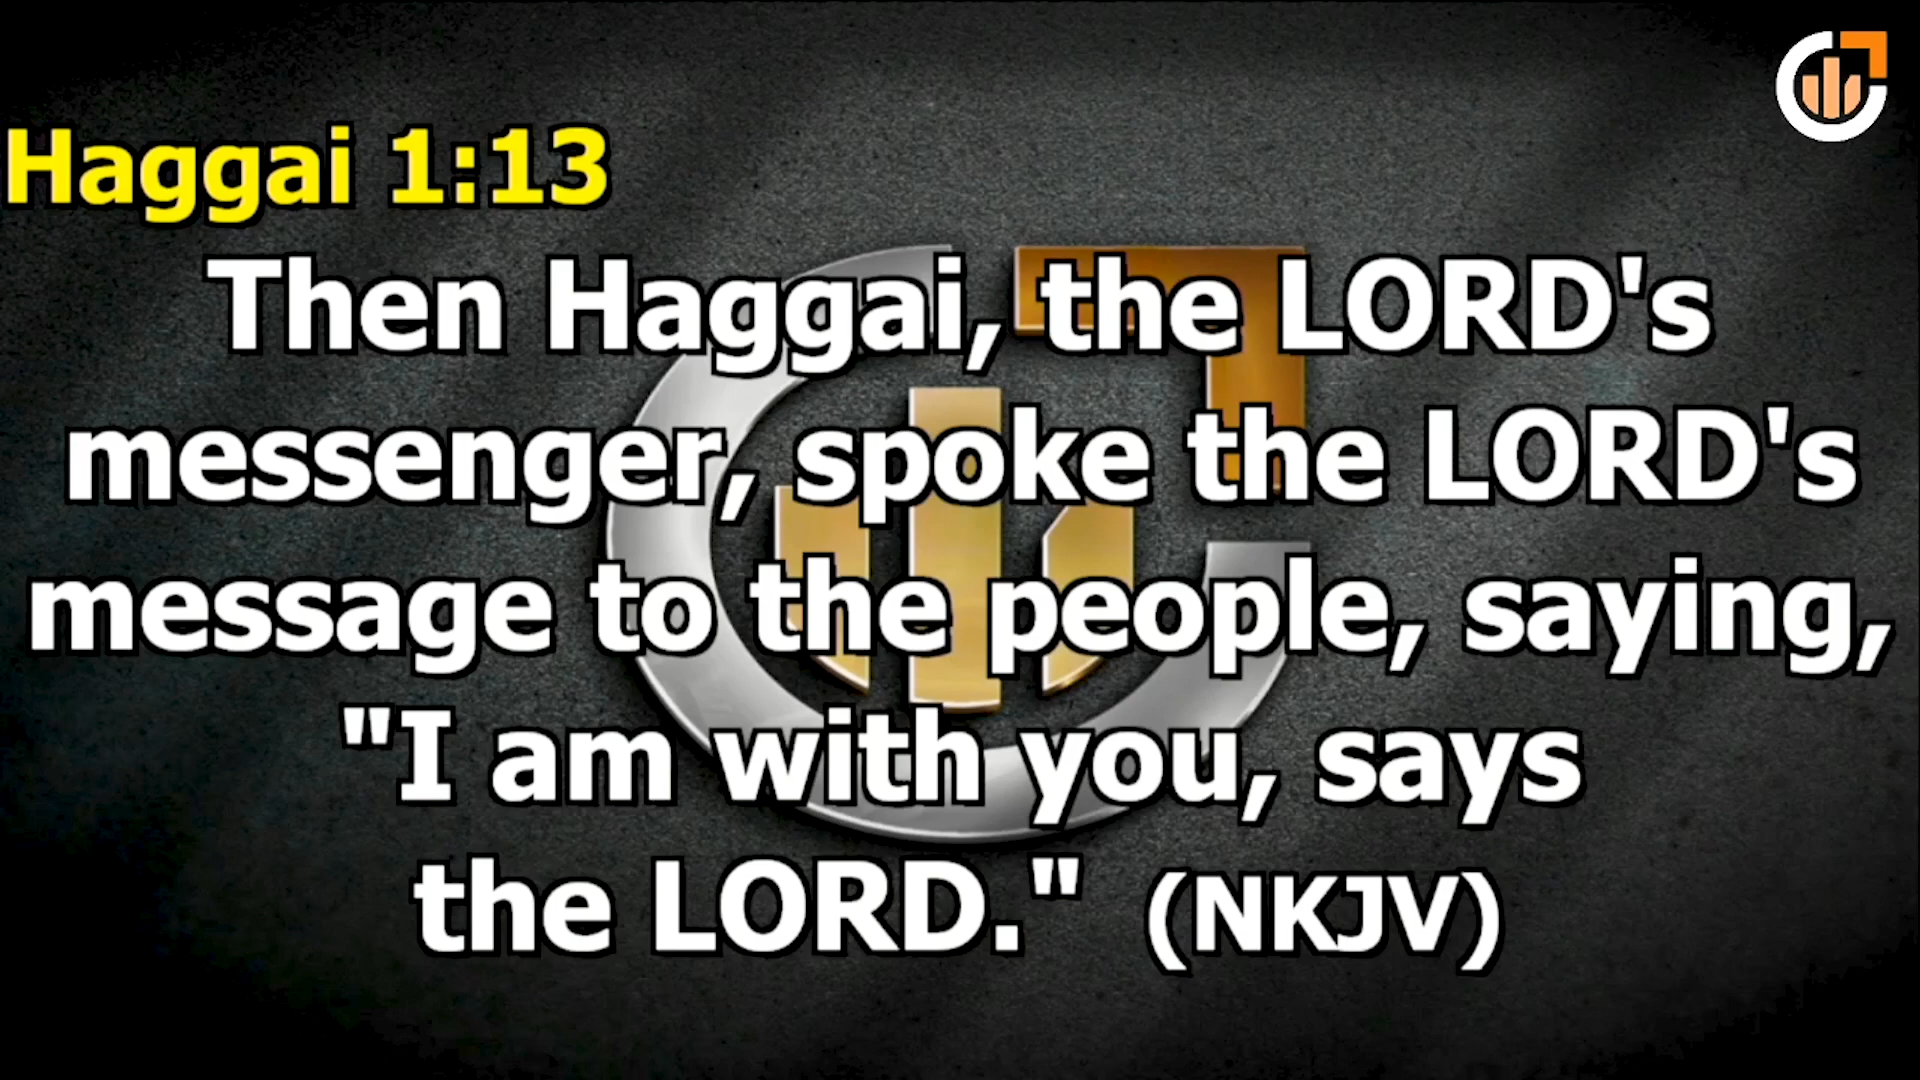 Haggai 1:13
Then Haggai, the LORD's
messenger, spoke the LORD's
message to the people, saying,
"I am with you, says
the LORD." (NKJV)